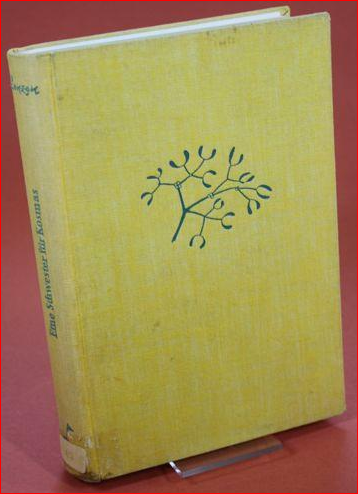 Eine Schwester für Kosmas